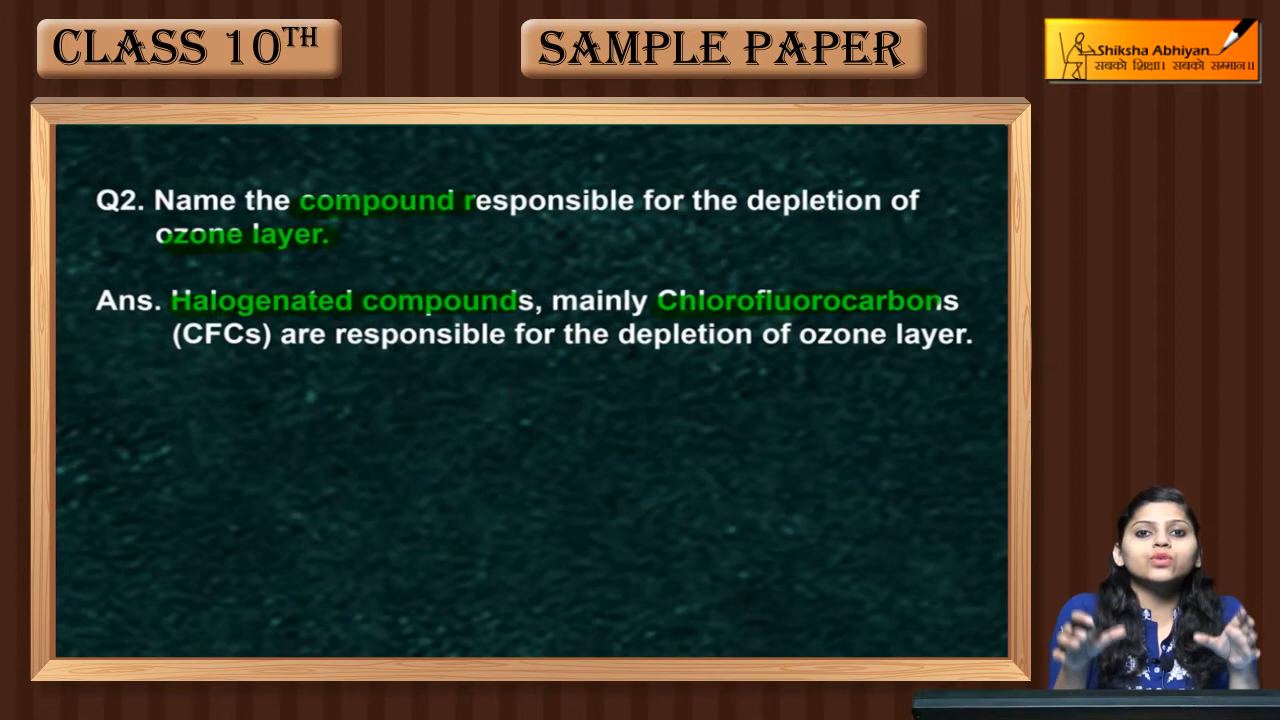 CLASS 10TH
SAMPLE PAPER
Shiksha Abhiyan
सबको शिक्षा। सबको सम्मान॥
Q2. Name the compound responsible for the depletion of
ozone layer.
Ans. Halogenated compounds, mainly Chlorofluorocarbons
(CFCs) are responsible for the depletion of ozone layer.